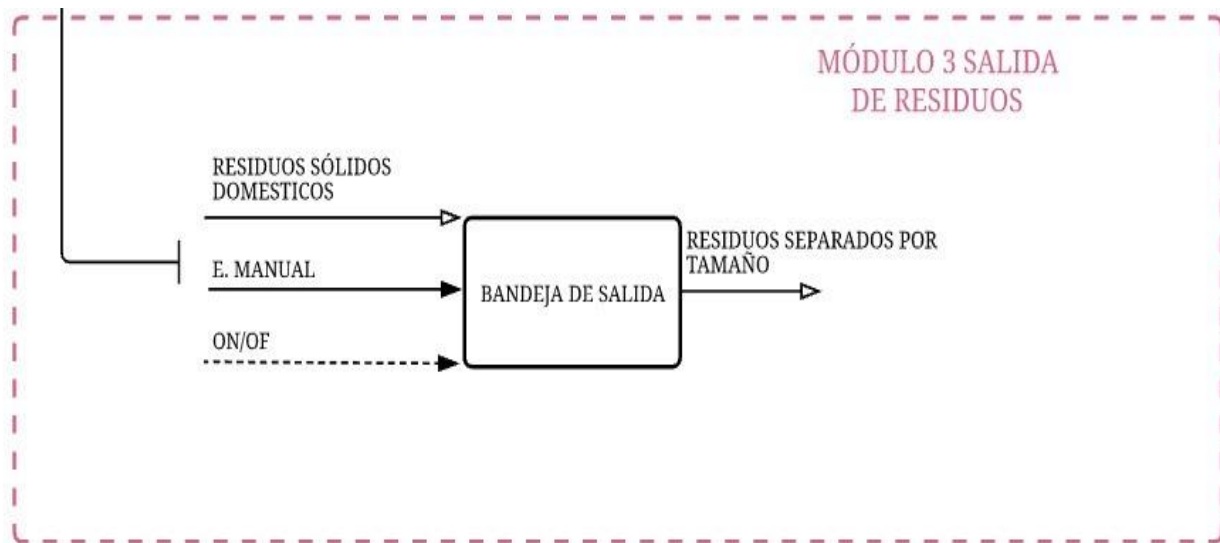 MÓDULO 3 SALIDA
DE RESIDUOS
RESIDUOS SÓLIDOS
DOMESTICOS
E. MANUAL
ON/OF
BANDEJA DE SALIDA
RESIDUOS SEPARADOS POR
TAMAÑO